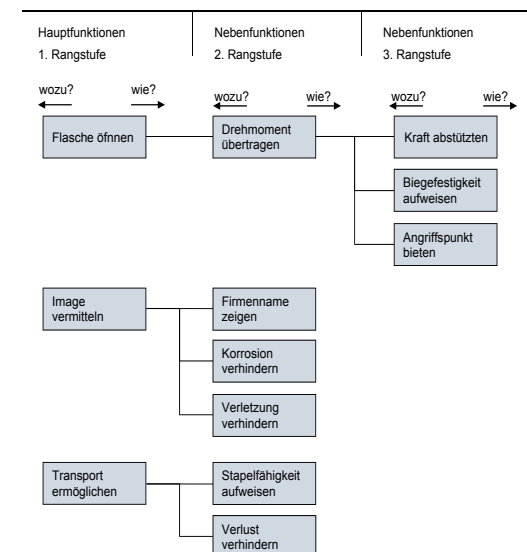 Hauptfunktionen
1. Rangstufe
Nebenfunktionen
2. Rangstufe
Nebenfunktionen
3. Rangstufe
wozu? wie?
wozu? wie?
wozu? wie?
Flasche öfnnen
Drehmoment
übertragen
Kraft abstützten
Biegefestigkeit
aufweisen
Angriffspunkt
bieten
Image
vermitteln
Firmenname
zeigen
Korrosion
verhindern
Verletzung
verhindern
Transport
ermöglichen
Stapelfähigkeit
aufweisen
Verlust
verhindern